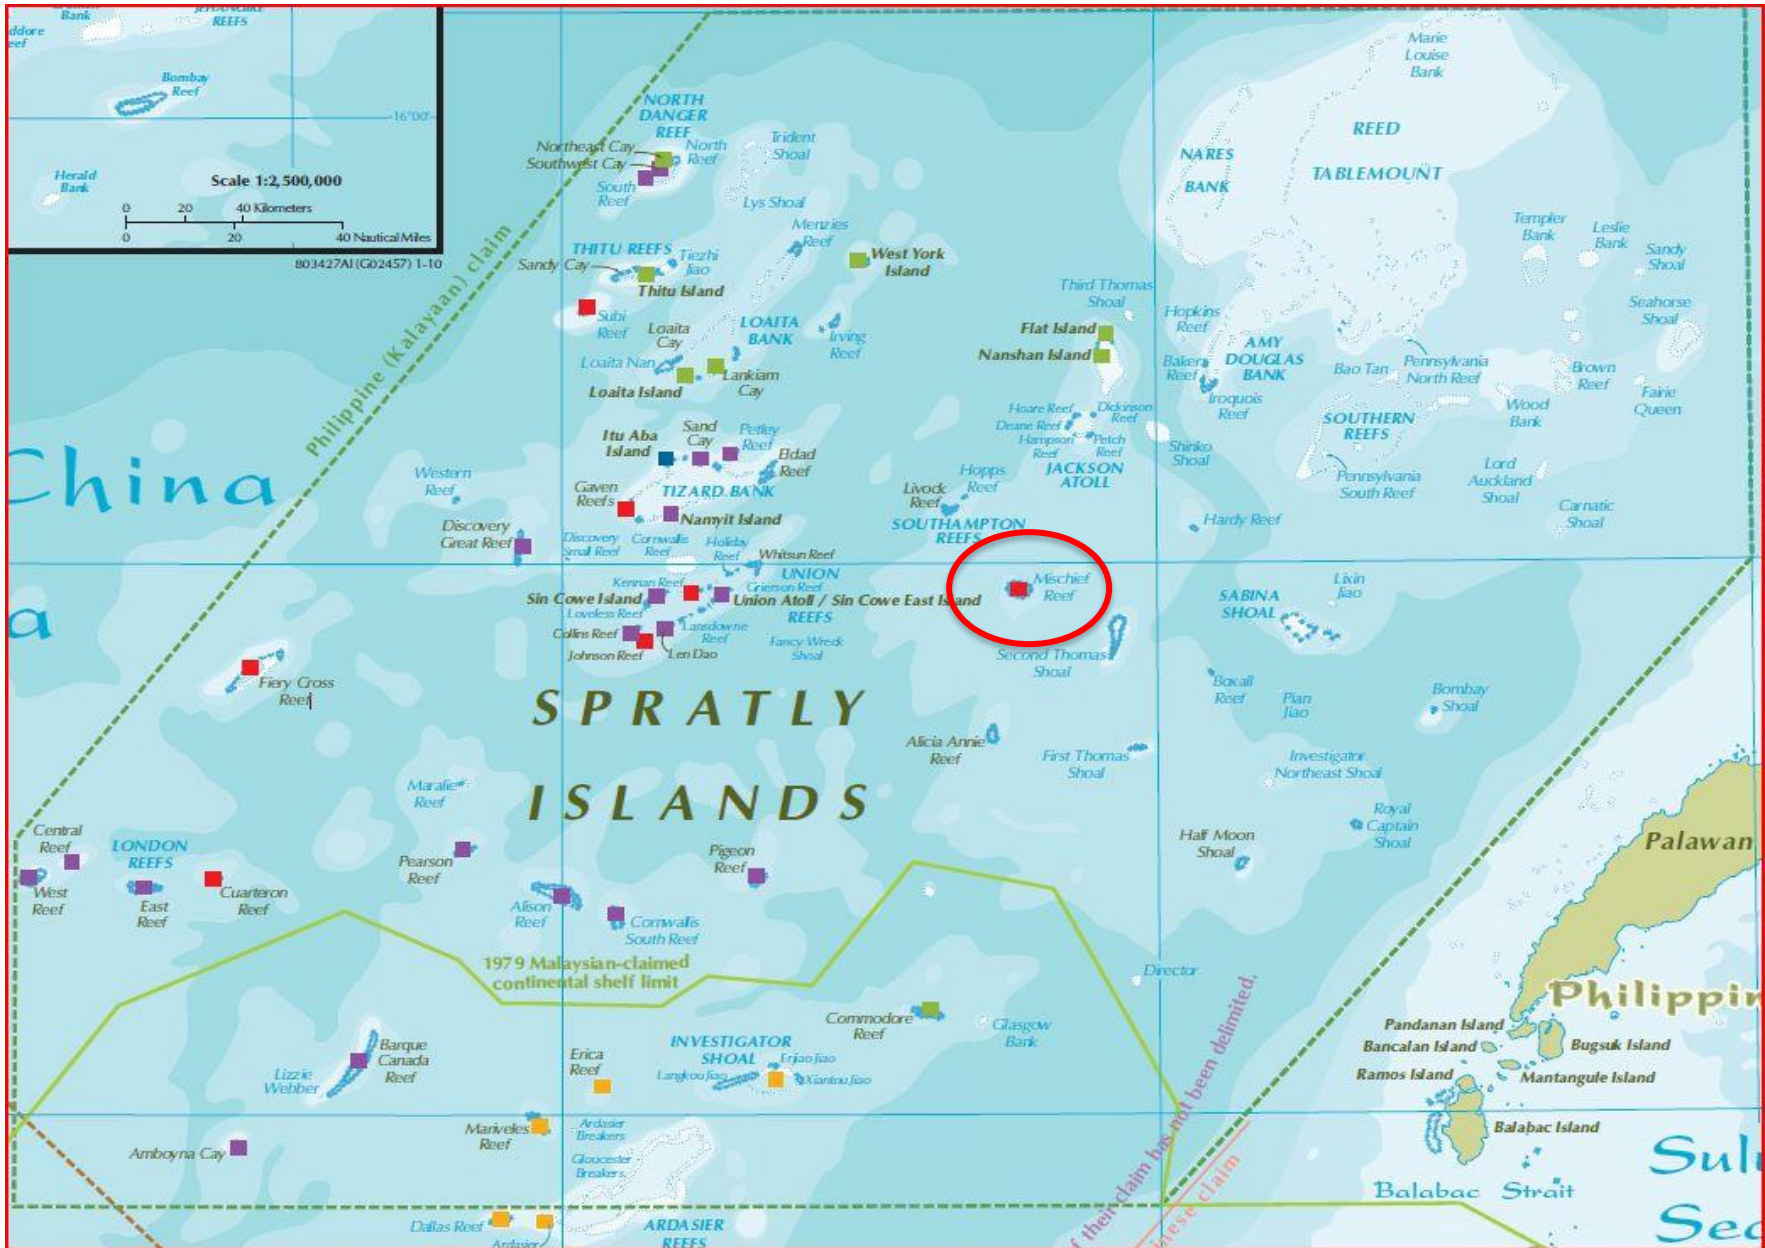 Bank
REEFS
Bombay
Reef
16°00'
Herald
Bank
Scale 1:2,500,000
0 20 40 Kilometers
0 20 40 Nautical Miles
803427AI (G02457) 1-10
Philippine (Kalayaan) claim
China
a
NORTH
DANGER
REEF
Northeast Cay
Southwest Cay
North
Reef
South
Reef
Trident
Shoal
Lys Shoal
Menzies
Reef
West York
Island
THITU REEFS
Sandy Cay
Tiezhi
Jiao
Thitu Island
Subi
Reef
Loaita
Cay
LOAITA
BANK
Irving
Reef
Loaita Nan
Lankiam
Cay
Loaita Island
Marie
Louise
Bank
REED
TABLEMOUNT
NARES
BANK
Templer
Bank
Leslie
Bank
Sandy
Shoal
Seahorse
Shoal
Third Thomas
Shoal
Hopkins
Reef
Flat Island
Nanshan Island
Baker
Reef
AMY
DOUGLAS
BANK
Iroquois
Reef
Bao Tan
Pennsylvania
North Reef
Brown
Reef
Fairie
Queen
Wood
Bank
SOUTHERN
REEFS
Hoare Reef
Deane Reef
Dickinson
Reef
Hampson
Reef
Petch
Reef
JACKSON
ATOLL
Shinko
Shoal
Pennsylvania
South Reef
Lord
Auckland
Shoal
Carnatic
Shoal
Hardy Reef
Itu Aba
Island
Sand
Cay
Petley
Reef
Eldad
Reef
Gaven
Reefs
TIZARD BANK
Namyit Island
Western
Reef
Discovery
Great Reef
Discovery
Small Reef
Cornwallis
Reef
Holiday
Reef
Whitsun Reef
Hopps
Reef
Livock
Reef
SOUTHAMPTON
REEFS
Kennan Reef
UNION
Grierson Reef
Sin Cowe Island
Union Atoll / Sin Cowe East Island
Loveless Reef
REEFS
Collins Reef
Lansdowne
Reef
Johnson Reef
Len Dao
Fancy Wreck
Shoal
Mischief
Reef
Second Thomas
Shoal
SABINA
SHOAL
Lixin
Jiao
Boxall
Reef
Pian
Jiao
Bombay
Shoal
Fiery Cross
Reef
SPRATLY
ISLANDS
Alicia Annie
Reef
First Thomas
Shoal
Investigator
Northeast Shoal
Royal
Captain
Shoal
Half Moon
Shoal
Palawan
Maralie
Reef
Central
Reef
LONDON
REEFS
West
Reef
East
Reef
Cuarteron
Reef
Pearson
Reef
Pigeon
Reef
Alison
Reef
Cornwallis
South Reef
1979 Malaysian-claimed
continental shelf limit
Director
Philippin
Commodore
Reef
Glasgow
Bank
INVESTIGATOR
SHOAL
Enjiao Jiao
Langkou Jiao
Xiantou Jiao
Erica
Reef
Barque
Canada
Reef
Lizzie
Webber
Mariveles
Reef
Ardasier
Breakers
Gloucester
Breakers
Amboyna Cay
Dallas Reef
Ardasier
ARDASIER
REEFS
Pandanan Island
Bancalan Island
Bugsuk Island
Ramos Island
Mantangule Island
Balabac Island
Balabac Strait
Sulu
Sea
f their claim has not been delimited.
nese claim